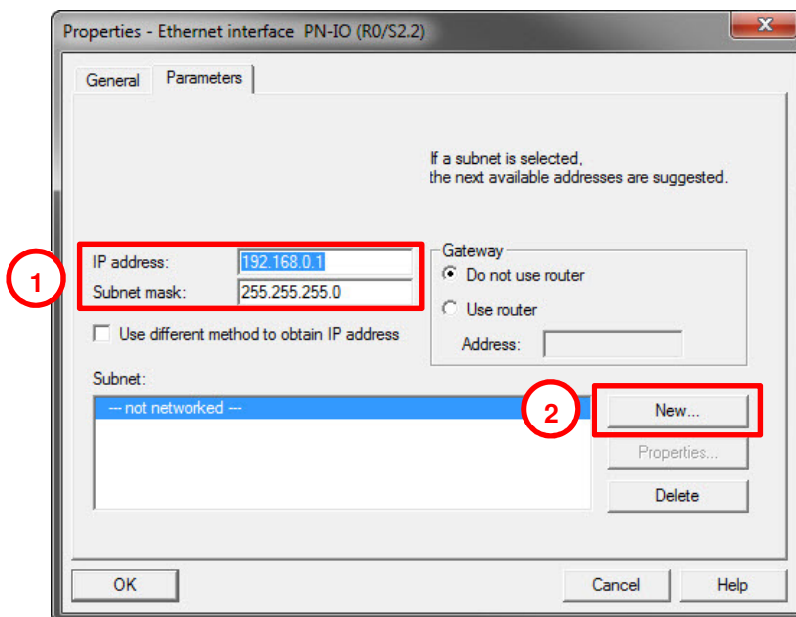 Properties - Ethernet interface PN-IO (R0/S2.2)
X
General
Parameters
If a subnet is selected,
the next available addresses are suggested.
1
IP address:
192.168.0.1
Subnet mask:
255.255.255.0
Use different method to obtain IP address
Gateway
Do not use router
Use router
Address:
Subnet:
--- not networked ---
2
New...
Properties...
Delete
OK
Cancel
Help